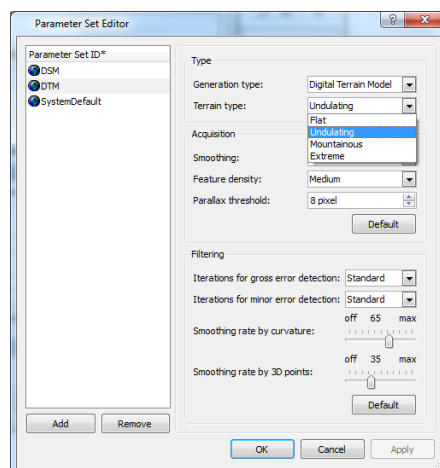 Parameter Set Editor
Parameter Set ID*
DSM
DTM
SystemDefault
Add
Remove
Type
Generation type:
Digital Terrain Model
Terrain type:
Undulating
Flat
Undulating
Mountainous
Extreme
Acquisition
Smoothing:
Feature density:
Medium
Parallax threshold:
8 pixel
Default
Filtering
Iterations for gross error detection:
Standard
Iterations for minor error detection:
Standard
off 65 max
Smoothing rate by curvature:
off 35 max
Smoothing rate by 3D points:
Default
OK
Cancel
Apply